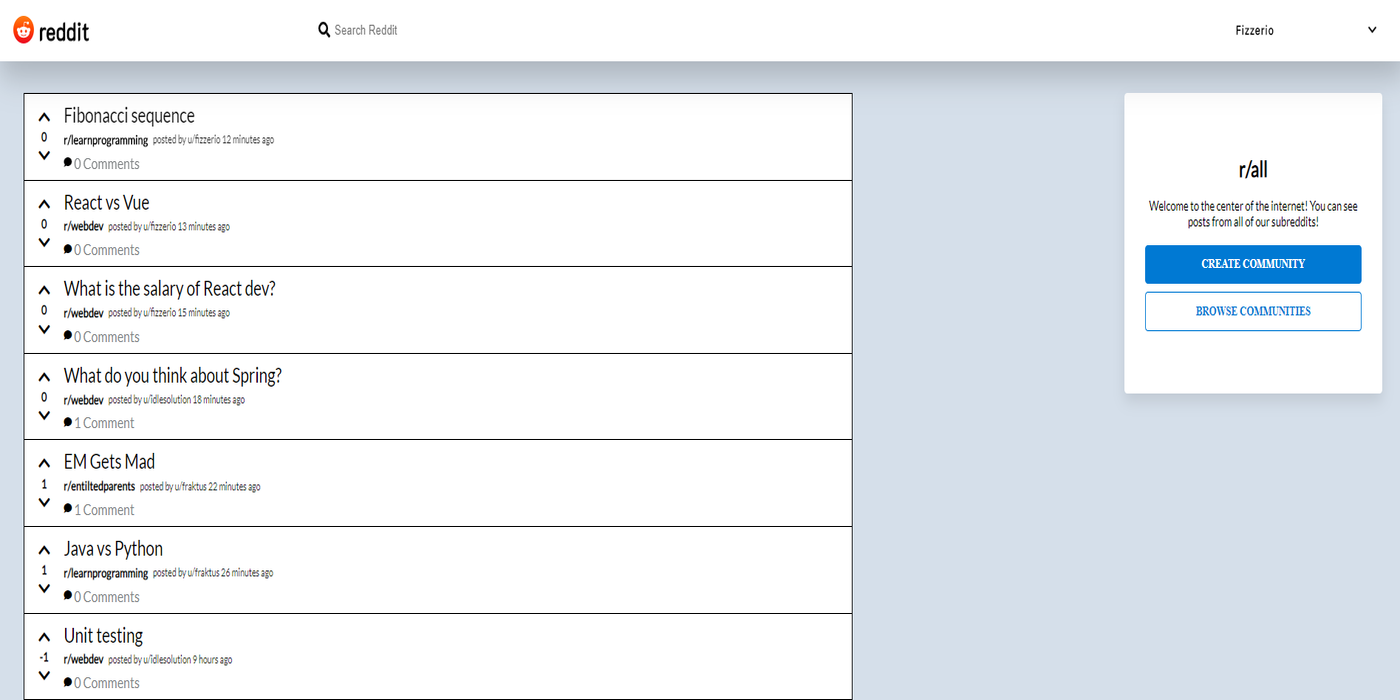 reddit
Search Reddit
Fizzerio
Fibonacci sequence
0
r/learnprogramming posted by u/fizzerio 12 minutes ago
0 Comments
React vs Vue
0
r/webdev posted by u/fizzerio 13 minutes ago
0 Comments
What is the salary of React dev?
0
r/webdev posted by u/fizzerio 15 minutes ago
0 Comments
What do you think about Spring?
0
r/webdev posted by u/idlesolution 18 minutes ago
1 Comment
EM Gets Mad
1
r/entiltedparents posted by u/fraktus 22 minutes ago
1 Comment
Java vs Python
1
r/learnprogramming posted by u/fraktus 26 minutes ago
0 Comments
Unit testing
-1
r/webdev posted by u/idlesolution 9 hours ago
0 Comments
r/all
Welcome to the center of the internet! You can see
posts from all of our subreddits!
CREATE COMMUNITY
BROWSE COMMUNITIES